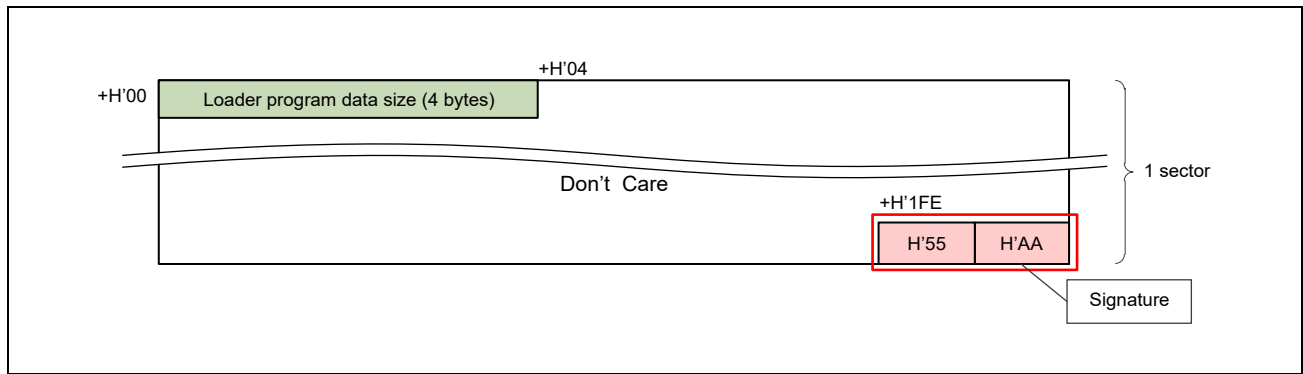 +H’04
+H’00
Loader program data size (4 bytes)
1 sector
Don’t Care
+H’1FE
H’55
H’AA
Signature